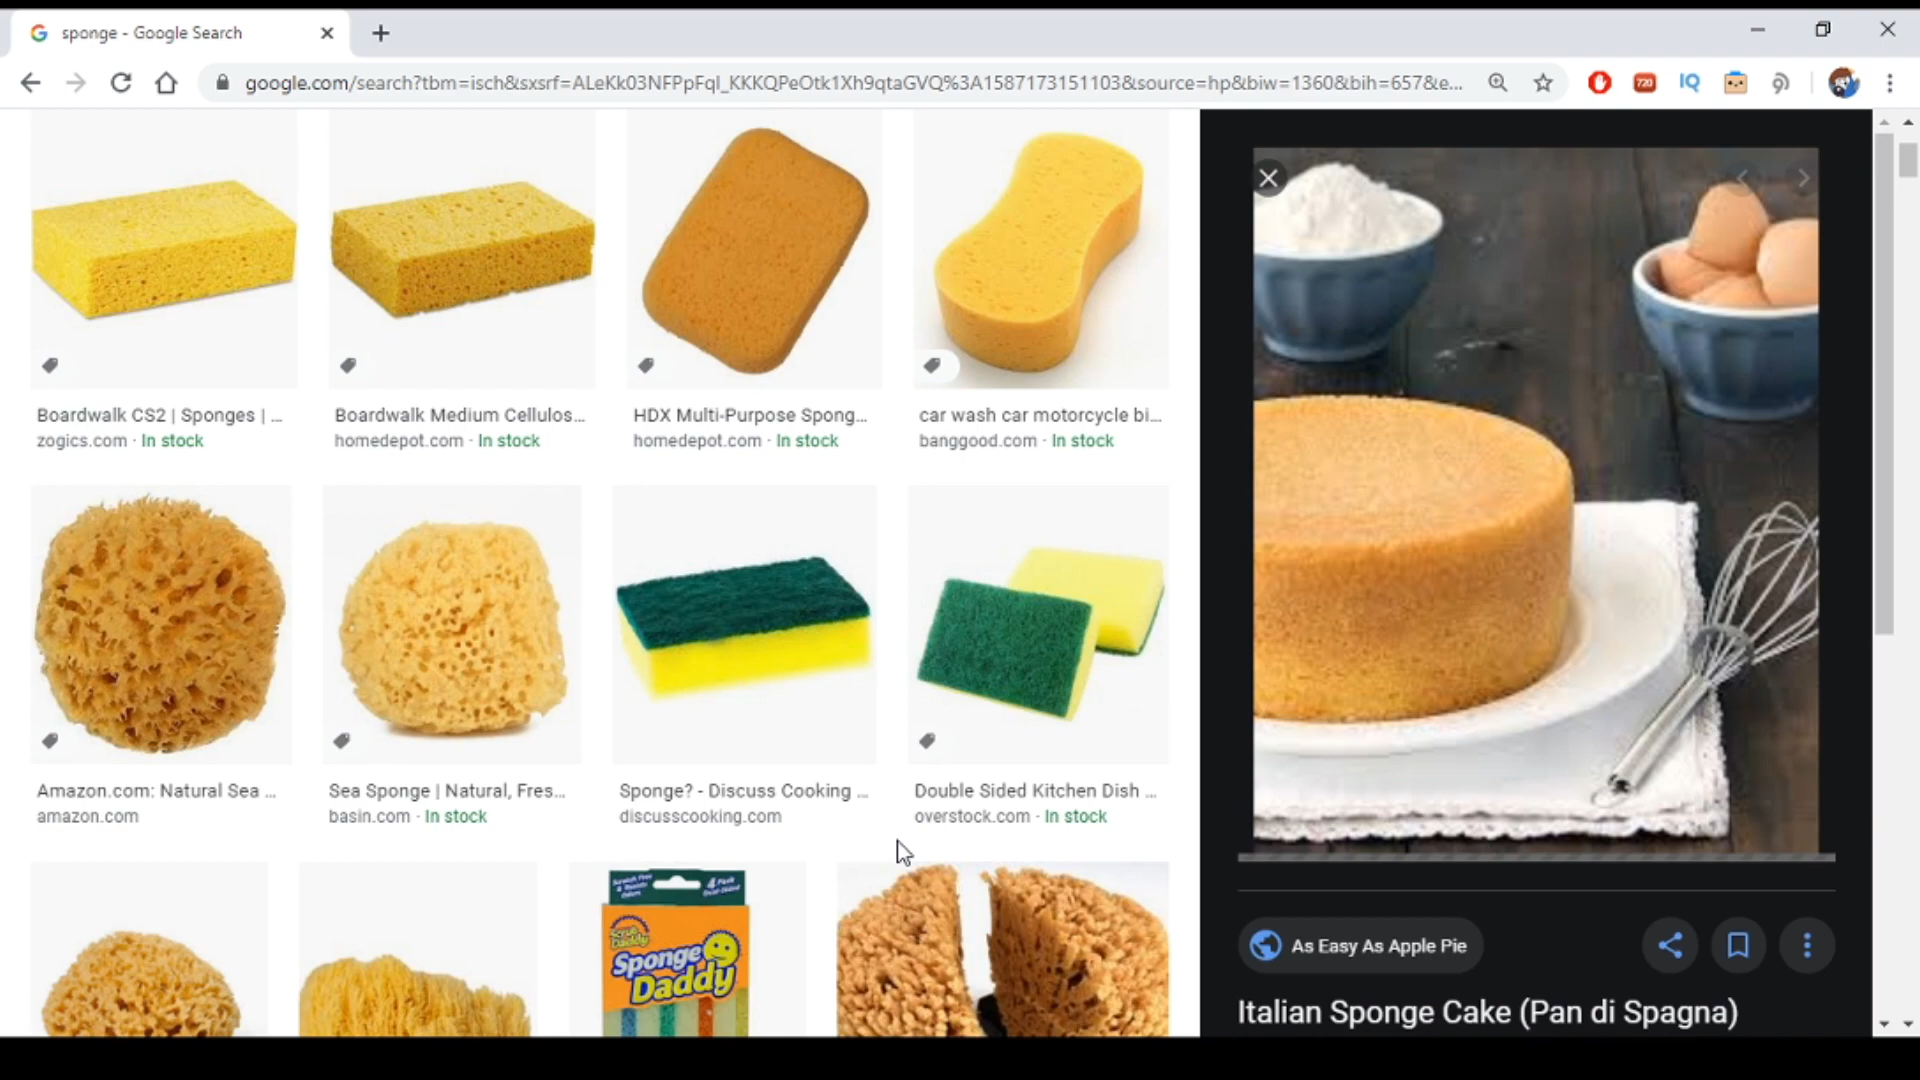 sponge - Google Search
google.com/search?tbm=isch&sxsrf=ALeKk03NFPpFql_KKKQPeOtk1Xh9qtaGVQ%3A1587173151103&source=hp&biw=1360&bih=657&e...
720
IQ
Boardwalk CS2 | Sponges | ...
zogics.com · In stock
Boardwalk Medium Cellulos...
homedepot.com · In stock
HDX Multi-Purpose Spong...
homedepot.com · In stock
car wash car motorcycle bi...
banggood.com · In stock
Amazon.com: Natural Sea ...
amazon.com
Sea Sponge | Natural, Fres...
basin.com · In stock
Sponge? - Discuss Cooking ...
discusscooking.com
Double Sided Kitchen Dish ...
overstock.com · In stock
Scrub
Daddy
Sponge
Daddy
As Easy As Apple Pie
Italian Sponge Cake (Pan di Spagna)